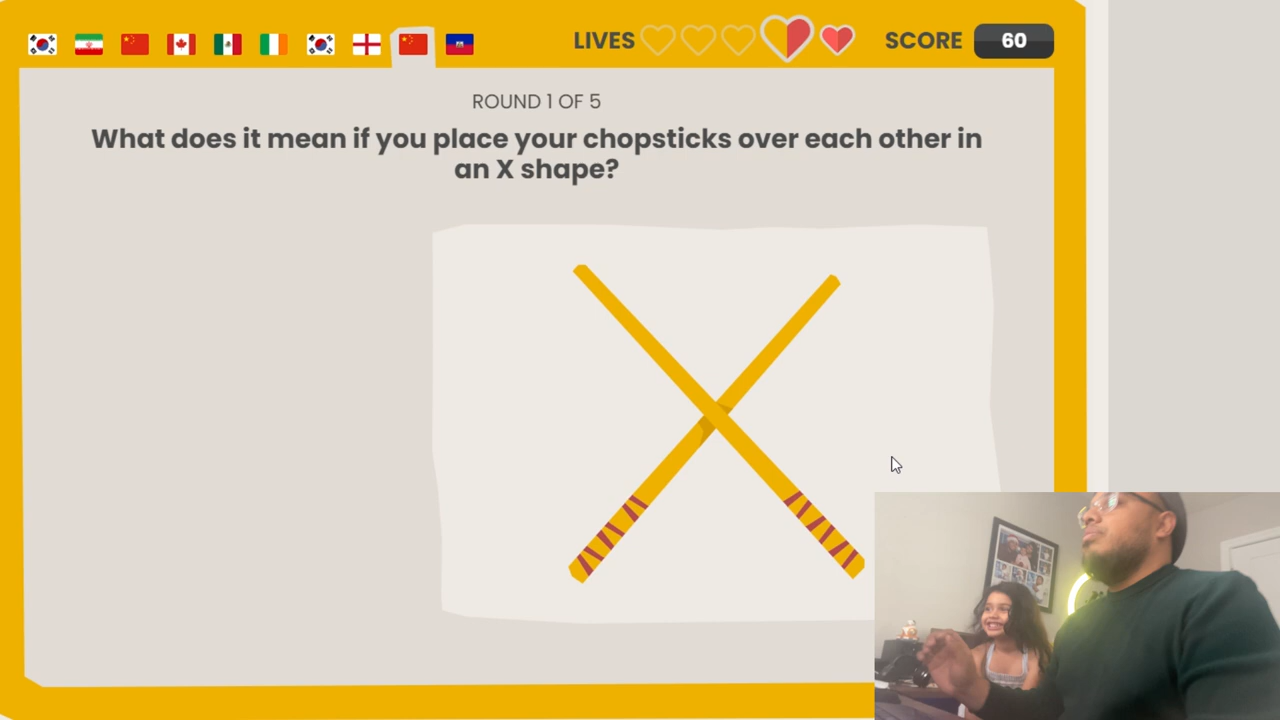 LIVES
SCORE
60
ROUND 1 OF 5
What does it mean if you place your chopsticks over each other in
an X shape?